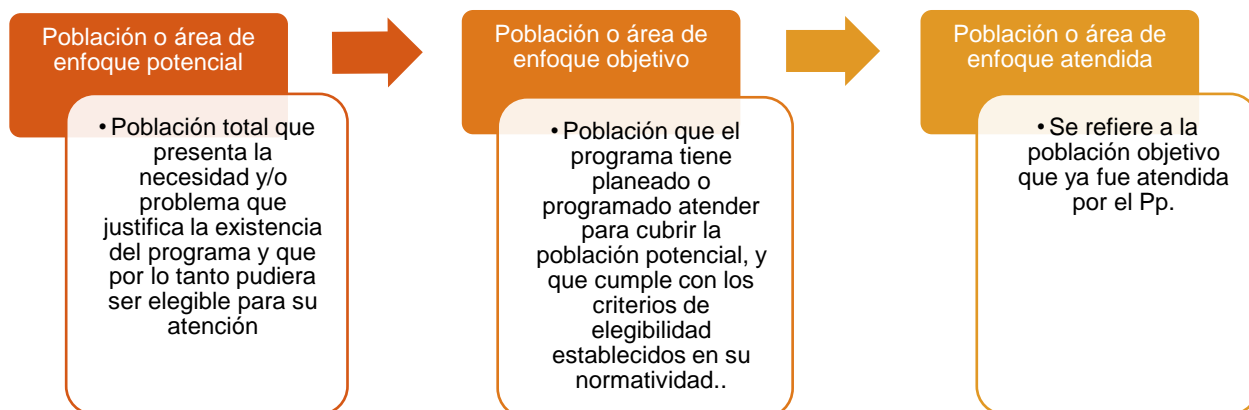 Población o área de
enfoque potencial
• Población total que
presenta la
necesidad y/o
problema que
justifica la existencia
del programa y que
por lo tanto pudiera
ser elegible para su
atención
Población o área de
enfoque objetivo
• Población que el
programa tiene
planeado o
programado atender
para cubrir la
población potencial, y
que cumple con los
criterios de
elegibilidad
establecidos en su
normatividad..
Población o área de
enfoque atendida
• Se refiere a la
población objetivo
que ya fue atendida
por el Pp.